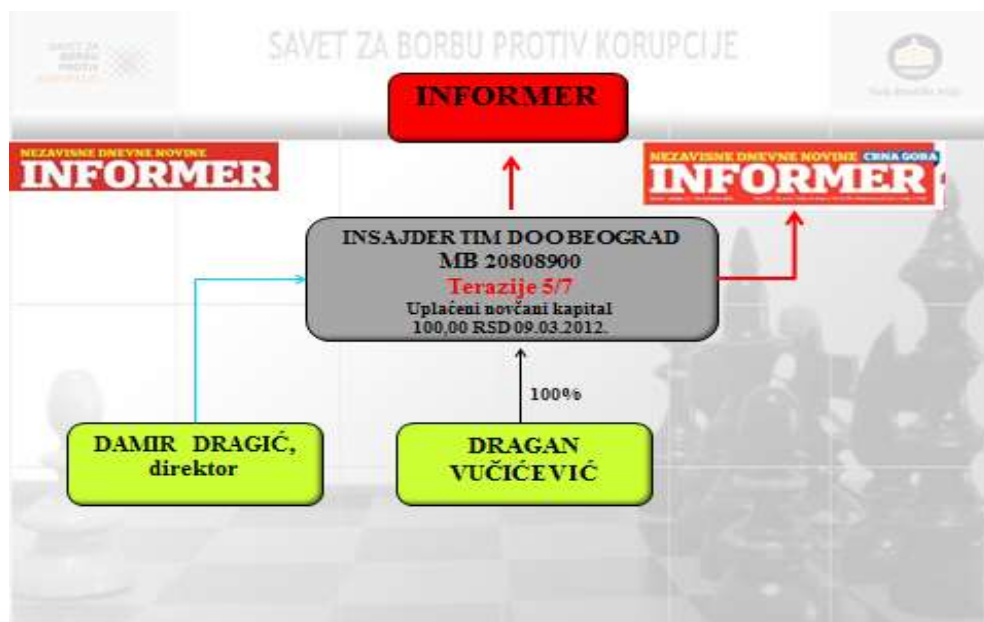 SAVET ZA BORBU PROTIV KORUPCIJE
INFORMER
NEZAVISNE DNEVNE NOVINE
INFORMER
NEZAVISNE DNEVNE NOVINE CRNA GORA
INFORMER
INSAJDER TIM DOO BEOGRAD
MB 20808900
Terazije 5/7
Uplaćeni novčani kapital
100,00 RSD 09.03.2012.
100%
DAMIR DRAGIĆ,
direktor
DRAGAN
VUČIĆEVIĆ